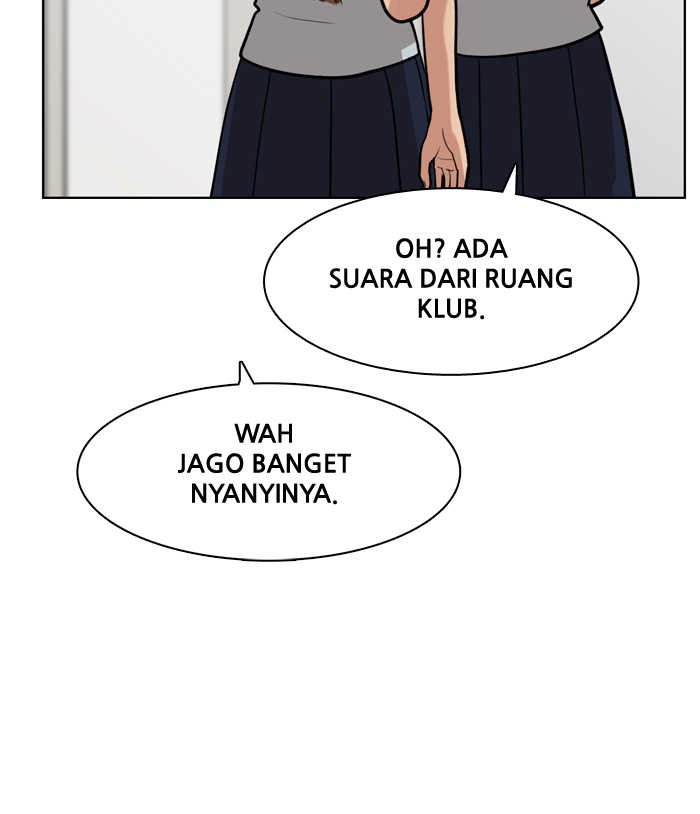 OH? ADA
SUARA DARI RUANG
KLUB.
WAH
JAGO BANGET
NYANYINYA.